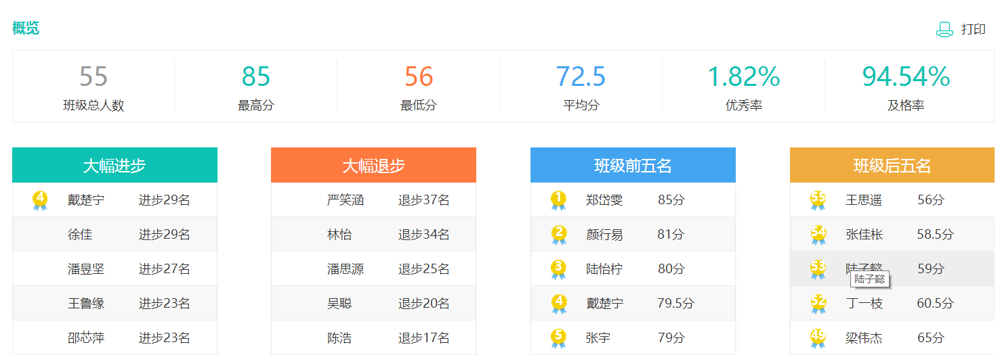 概览
打印
55 85 56 72.5 1.82% 94.54%
班级总人数 最高分 最低分 平均分 优秀率 及格率
大幅进步 大幅退步 班级前五名 班级后五名
4 戴楚宁 进步29名 严笑涵 退步37名 1 郑岱雯 85分 55 王思遥 56分
徐佳 进步29名 林怡 退步34名 2 颜行易 81分 54 张佳枨 58.5分
潘昱坚 进步27名 潘思源 退步25名 3 陆怡柠 80分 53 陆子懿 59分
陆子懿
王鲁缘 进步23名 吴聪 退步20名 4 戴楚宁 79.5分 52 丁一枝 60.5分
邵芯萍 进步23名 陈浩 退步17名 5 张宇 79分 49 梁伟杰 65分